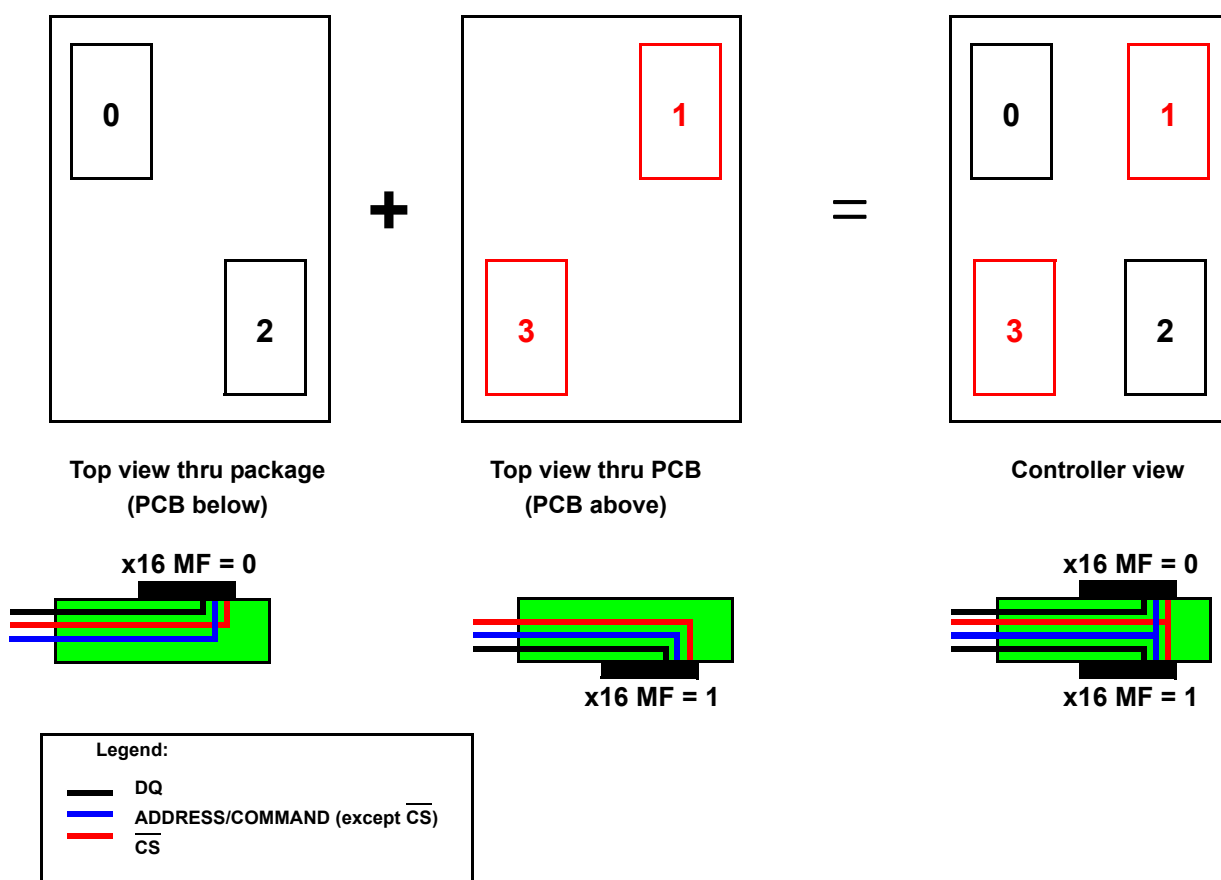 0
1
0
1
+
=
2
3
3
2
Top view thru package
(PCB below)
Top view thru PCB
(PCB above)
Controller view
x16 MF = 0
x16 MF = 0
x16 MF = 1
x16 MF = 1
Legend:
DQ
ADDRESS/COMMAND (except C̅S̅)
C̅S̅